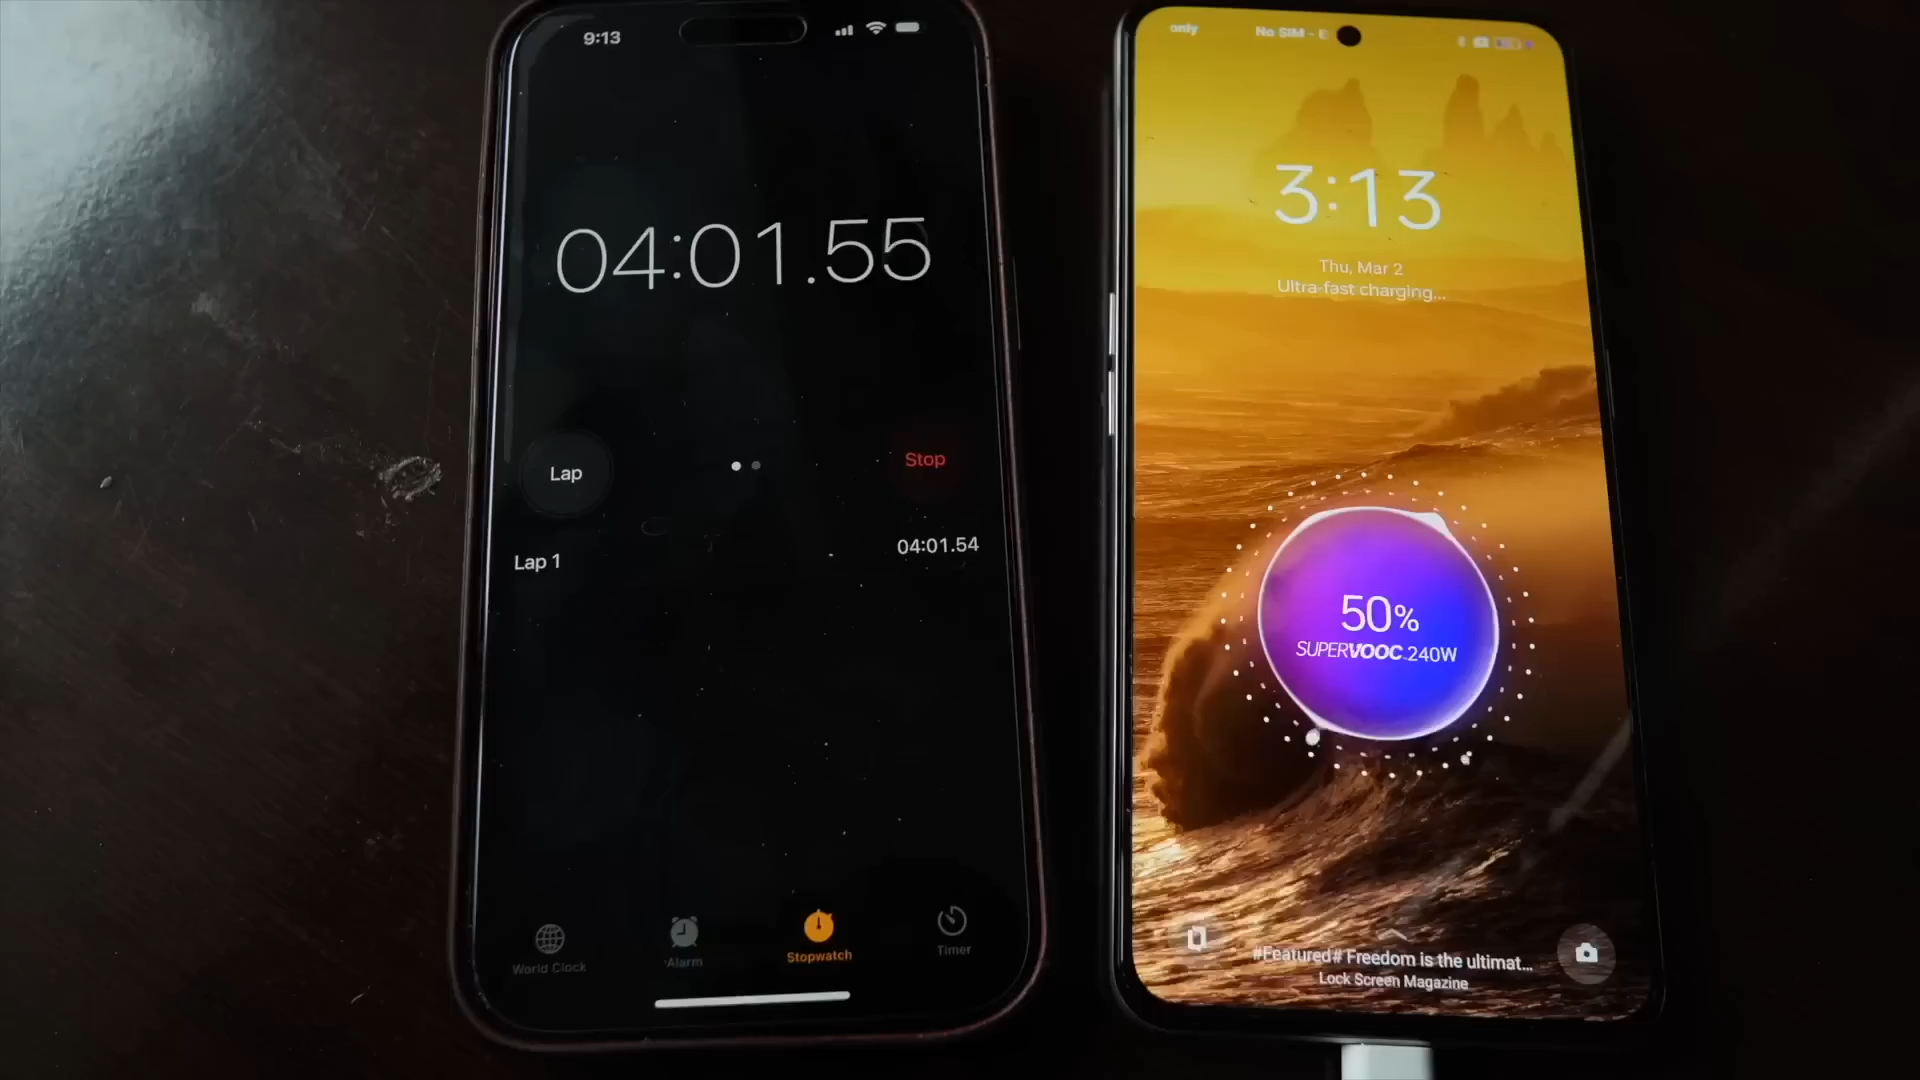 9:13
04:01.55
Lap
Stop
Lap 1
04:01.54
World Clock
Alarm
Stopwatch
Timer
only
No SIM - E
3:13
Thu, Mar 2
Ultra-fast charging...
50%
SUPERVOOC 240W
#Featured# Freedom is the ultimat...
Lock Screen Magazine